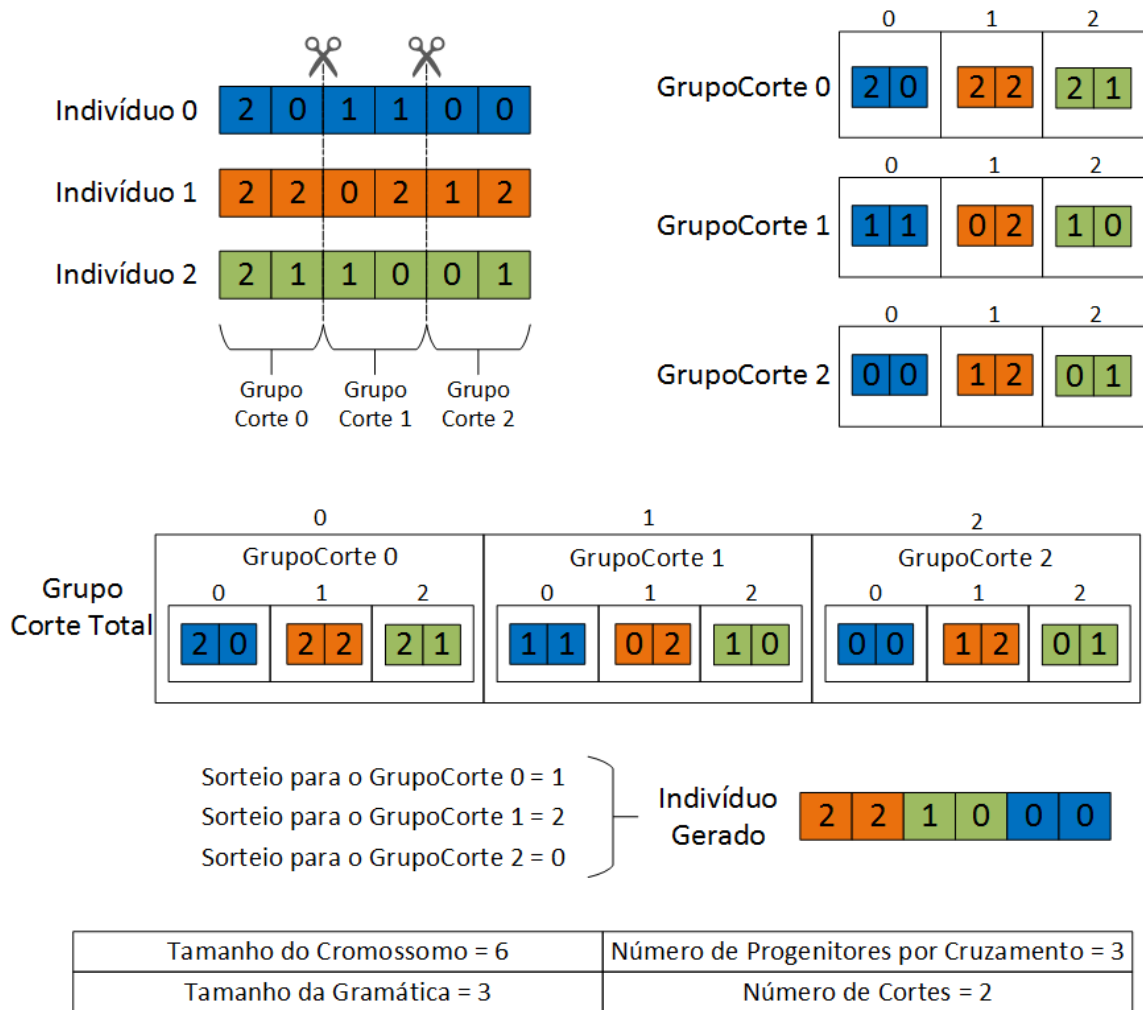 Indivíduo 0 2 0 1 1 0 0
Indivíduo 1 2 2 0 2 1 2
Indivíduo 2 2 1 1 0 0 1
Grupo Corte 0
Grupo Corte 1
Grupo Corte 2
0 1 2
GrupoCorte 0 2 0 2 2 2 1
0 1 2
GrupoCorte 1 1 1 0 2 1 0
0 1 2
GrupoCorte 2 0 0 1 2 0 1
0 1 2
Grupo Corte Total
GrupoCorte 0 GrupoCorte 1 GrupoCorte 2
0 1 2 0 1 2 0 1 2
2 0 2 2 2 1 1 1 0 2 1 0 0 0 1 2 0 1
Sorteio para o GrupoCorte 0 = 1
Sorteio para o GrupoCorte 1 = 2
Sorteio para o GrupoCorte 2 = 0
Indivíduo Gerado
2 2 1 0 0 0
Tamanho do Cromossomo = 6 Número de Progenitores por Cruzamento = 3
Tamanho da Gramática = 3 Número de Cortes = 2